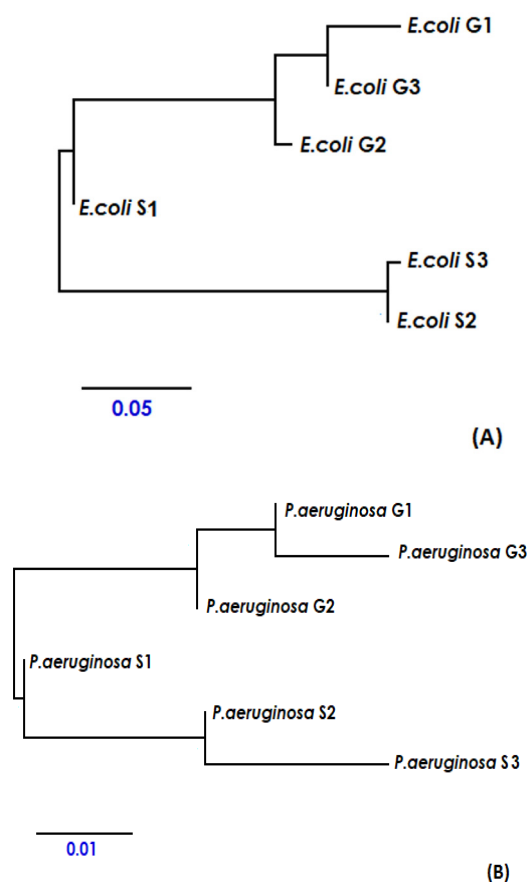 E.coli G1
E.coli G3
E.coli G2
E.coli S1
E.coli S3
E.coli S2
0.05
(A)
P.aeruginosa G1
P.aeruginosa G3
P.aeruginosa G2
P.aeruginosa S1
P.aeruginosa S2
P.aeruginosa S3
0.01
(B)